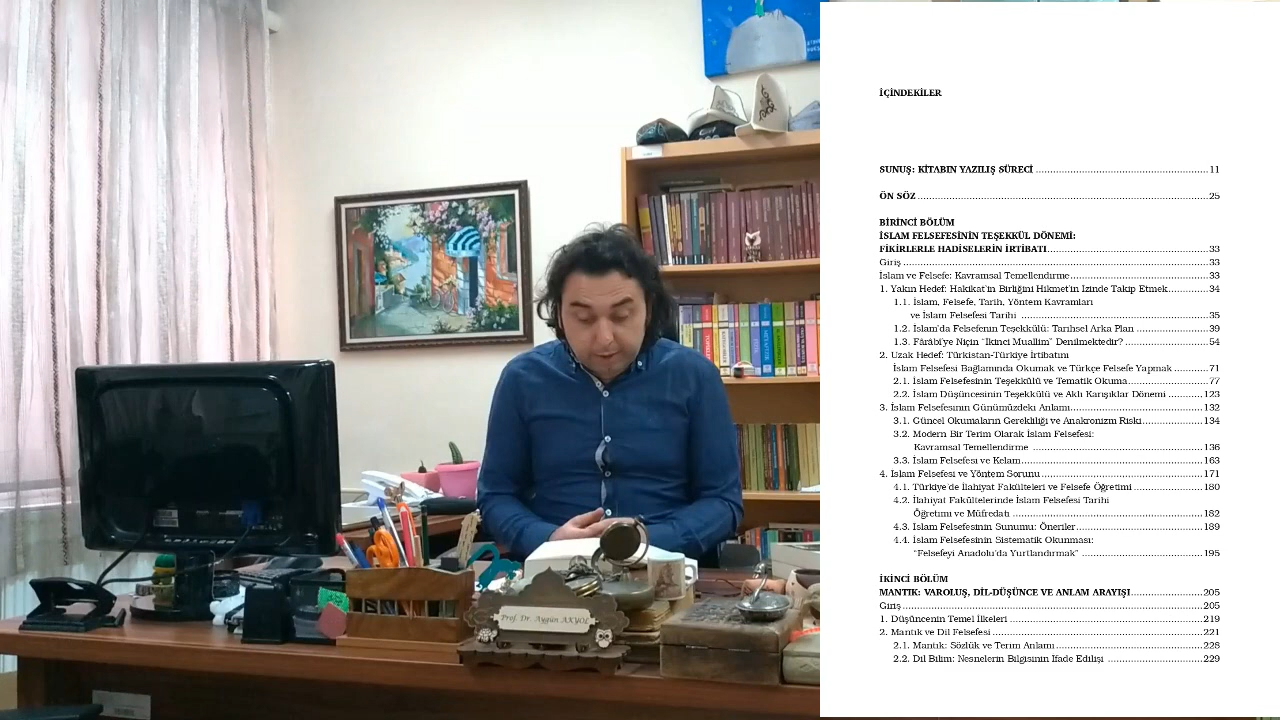 İÇİNDEKİLER
SUNUŞ: KİTABIN YAZILIŞ SÜRECİ ........ 11
ÖN SÖZ ........ 25
BİRİNCİ BÖLÜM
İSLAM FELSEFESİNİN TEŞEKKÜL DÖNEMİ:
FİKİRLERLE HADİSELERİN İRTİBATI ........ 33
Giriş ........ 33
İslam ve Felsefe: Kavramsal Temellendirme ........ 33
1. Yakın Hedef: Hakikat'in Birliğini Hikmet'in İzinde Takip Etmek ........ 34
1.1. İslam, Felsefe, Tarih, Yöntem Kavramları
ve İslam Felsefesi Tarihi ........ 35
1.2. İslam'da Felsefenin Teşekkülü: Tarihsel Arka Plan ........ 39
1.3. Fârâbî'ye Niçin "İkinci Muallim" Denilmektedir? ........ 54
2. Uzak Hedef: Türkistan-Türkiye İrtibatını
İslam Felsefesi Bağlamında Okumak ve Türkçe Felsefe Yapmak ........ 71
2.1. İslam Felsefesinin Teşekkülü ve Tematik Okuma ........ 77
2.2. İslam Düşüncesinin Teşekkülü ve Aklı Karışıklar Dönemi ........ 123
3. İslam Felsefesinin Günümüzdeki Anlamı ........ 132
3.1. Güncel Okumaların Gerekliliği ve Anakronizm Riski ........ 134
3.2. Modern Bir Terim Olarak İslam Felsefesi:
Kavramsal Temellendirme ........ 136
3.3. İslam Felsefesi ve Kelam ........ 163
4. İslam Felsefesi ve Yöntem Sorunu ........ 171
4.1. Türkiye'de İlahiyat Fakülteleri ve Felsefe Öğretimi ........ 180
4.2. İlahiyat Fakültelerinde İslam Felsefesi Tarihi
Öğretimi ve Müfredatı ........ 182
4.3. İslam Felsefesinin Sunumu: Öneriler ........ 189
4.4. İslam Felsefesinin Sistematik Okunması:
"Felsefeyi Anadolu'da Yurtlandırmak" ........ 195
İKİNCİ BÖLÜM
MANTIK: VAROLUŞ, DİL-DÜŞÜNCE VE ANLAM ARAYIŞI ........ 205
Giriş ........ 205
1. Düşüncenin Temel İlkeleri ........ 219
2. Mantık ve Dil Felsefesi ........ 221
2.1. Mantık: Sözlük ve Terim Anlamı ........ 228
2.2. Dil Bilim: Nesnelerin Bilgisinin İfade Edilişi ........ 229
Prof. Dr. Aygün AKYOL